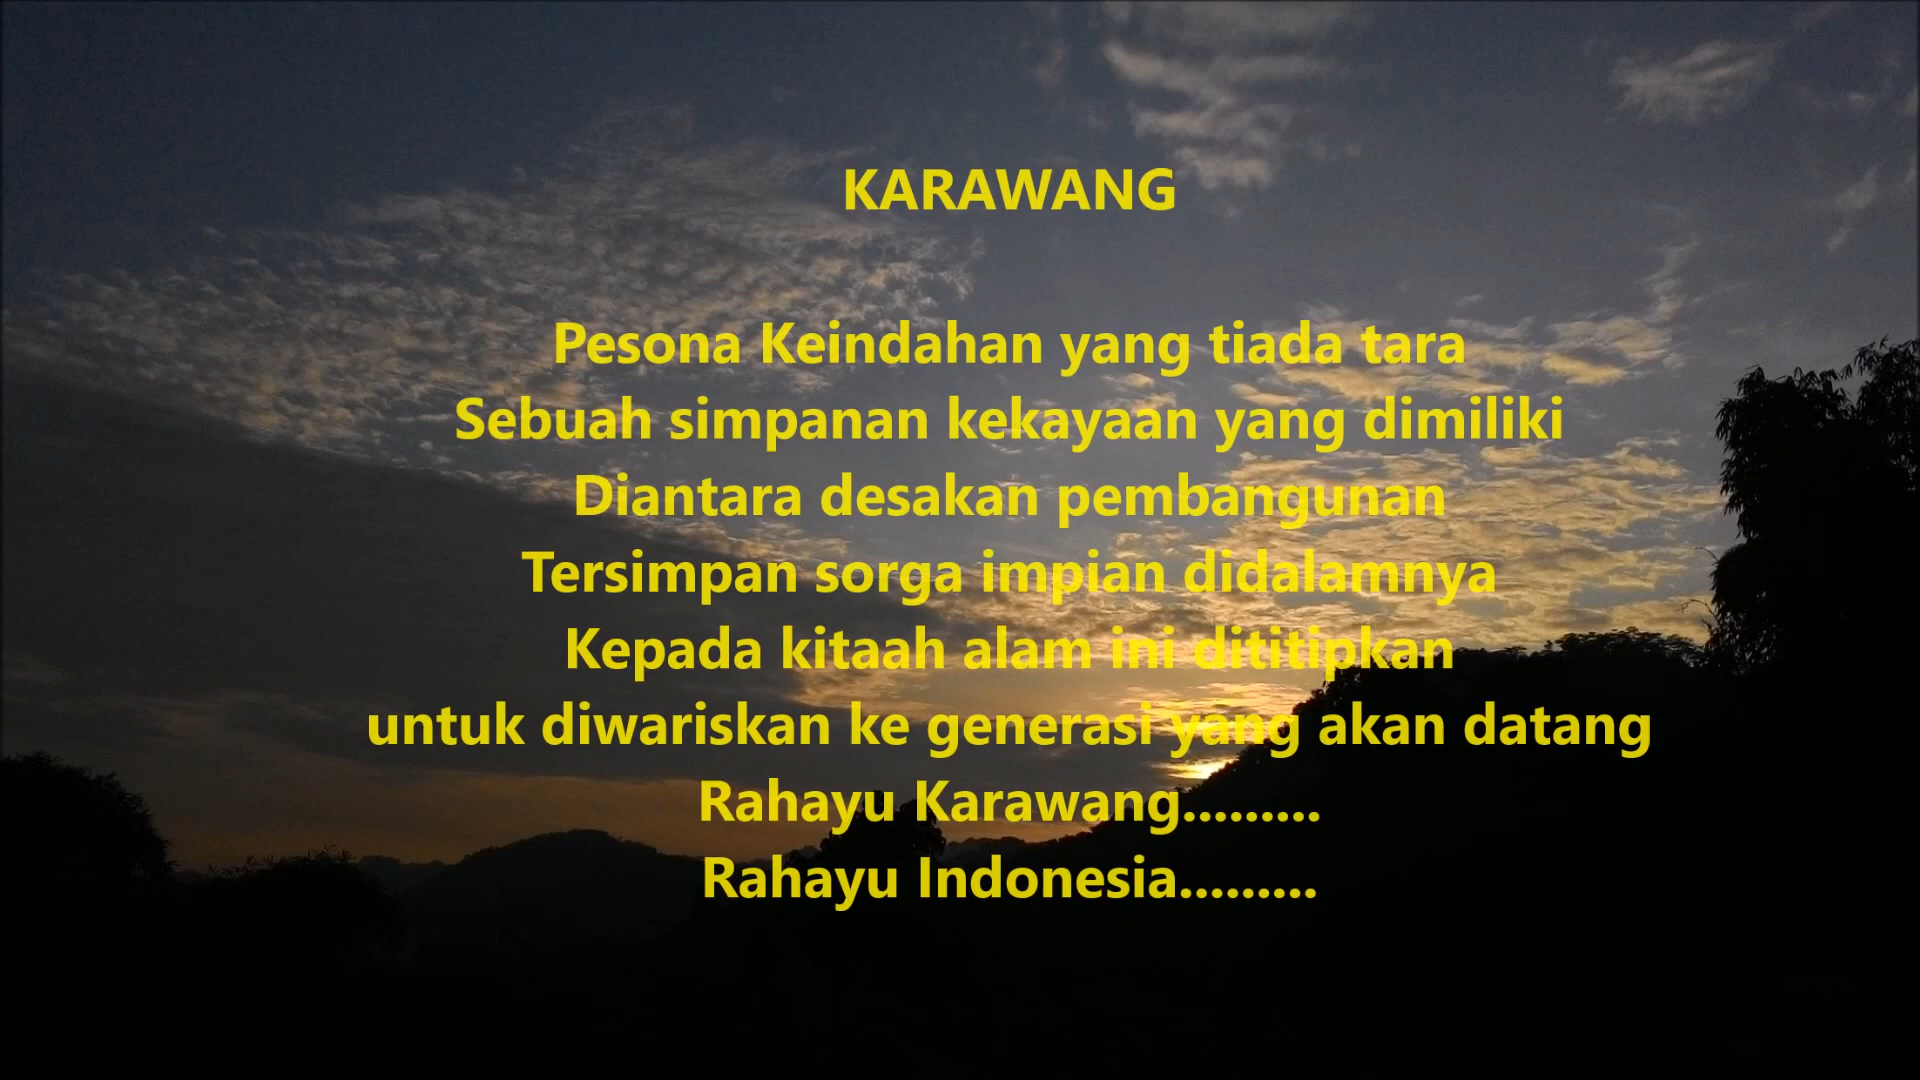 KARAWANG
Pesona Keindahan yang tiada tara
Sebuah simpanan kekayaan yang dimiliki
Diantara desakan pembangunan
Tersimpan sorga impian didalamnya
Kepada kitaah alam ini dititipkan
untuk diwariskan ke generasi yang akan datang
Rahayu Karawang.........
Rahayu Indonesia.........